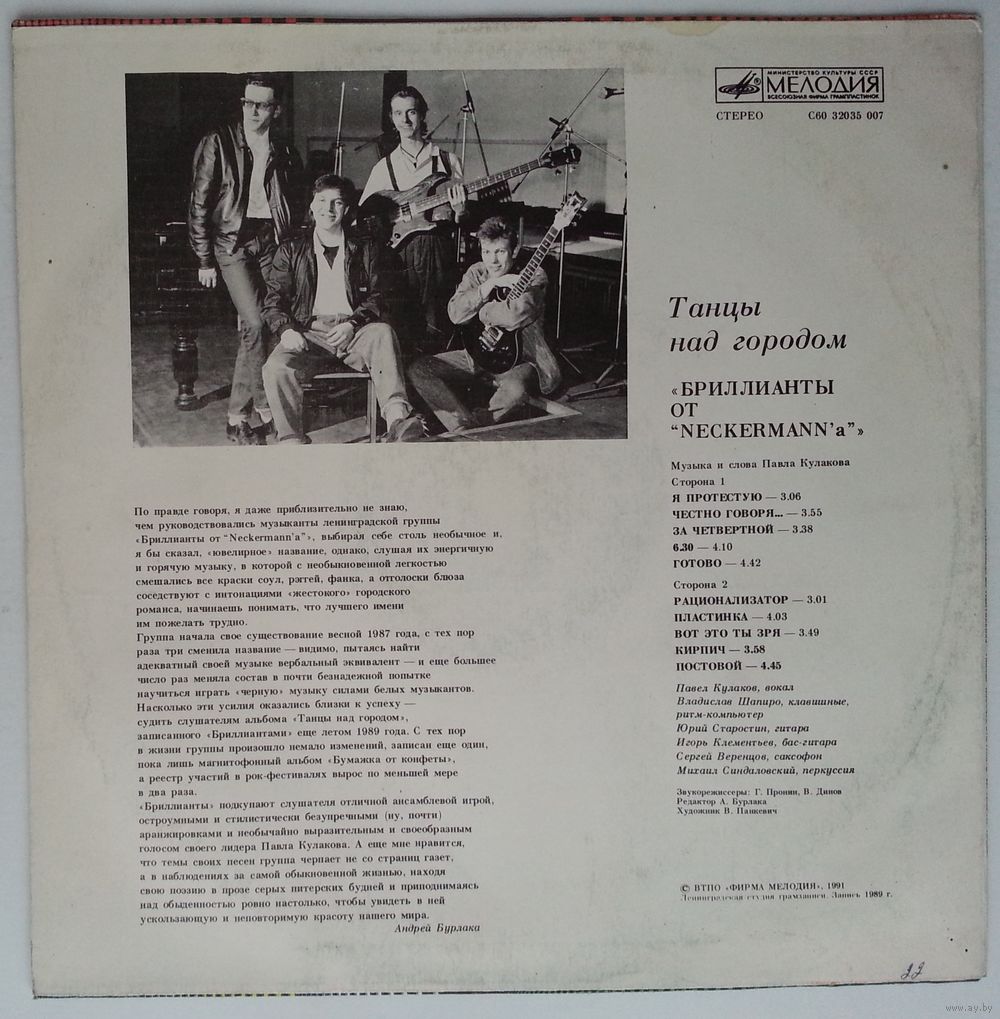 МИНИСТЕРСТВО КУЛЬТУРЫ СССР
МЕЛОДИЯ
ВСЕСОЮЗНАЯ ФИРМА ГРАМПЛАСТИНОК
СТЕРЕО С60 32035 007
Танцы
над городом
«БРИЛЛИАНТЫ
ОТ
“NECKERMANN’а”»
Музыка и слова Павла Кулакова
Сторона 1
Я ПРОТЕСТУЮ — 3.06
ЧЕСТНО ГОВОРЯ... — 3.55
ЗА ЧЕТВЕРТНОЙ — 3.38
6.30 — 4.10
ГОТОВО — 4.42
Сторона 2
РАЦИОНАЛИЗАТОР — 3.01
ПЛАСТИНКА — 4.03
ВОТ ЭТО ТЫ ЗРЯ — 3.49
КИРПИЧ — 3.58
ПОСТОВОЙ — 4.45
Павел Кулаков, вокал
Владислав Шапиро, клавишные,
ритм-компьютер
Юрий Старостин, гитара
Игорь Клементьев, бас-гитара
Сергей Веренцов, саксофон
Михаил Синдаловский, перкуссия
Звукорежиссеры: Г. Пронин, В. Динов
Редактор А. Бурлака
Художник В. Панкевич
© ВТПО «ФИРМА МЕЛОДИЯ», 1991
Ленинградская студия грамзаписи. Запись 1989 г.
По правде говоря, я даже приблизительно не знаю,
чем руководствовались музыканты ленинградской группы
«Бриллианты от “Neckermann’а”», выбирая себе столь необычное и,
я бы сказал, «ювелирное» название, однако, слушая их энергичную
и горячую музыку, в которой с необыкновенной легкостью
смешались все краски соул, рэггей, фанка, а отголоски блюза
соседствуют с интонациями «жестокого» городского
романса, начинаешь понимать, что лучшего имени
им пожелать трудно.
Группа начала свое существование весной 1987 года, с тех пор
раза три сменила название — видимо, пытаясь найти
адекватный своей музыке вербальный эквивалент — и еще большее
число раз меняла состав в почти безнадежной попытке
научиться играть «черную» музыку силами белых музыкантов.
Насколько эти усилия оказались близки к успеху —
судить слушателям альбома «Танцы над городом»,
записанного «Бриллиантами» еще летом 1989 года. С тех пор
в жизни группы произошло немало изменений, записан еще один,
пока лишь магнитофонный альбом «Бумажка от конфеты»,
а реестр участий в рок-фестивалях вырос по меньшей мере
в два раза.
«Бриллианты» подкупают слушателя отличной ансамблевой игрой,
остроумными и стилистически безупречными (ну, почти)
аранжировками и необычайно выразительным и своеобразным
голосом своего лидера Павла Кулакова. А еще мне нравится,
что темы своих песен группа черпает не со страниц газет,
а в наблюдениях за самой обыкновенной жизнью, находя
свою поэзию в прозе серых питерских будней и приподнимаясь
над обыденностью ровно настолько, чтобы увидеть в ней
ускользающую и неповторимую красоту нашего мира.
Андрей Бурлака
22
www.ay.by